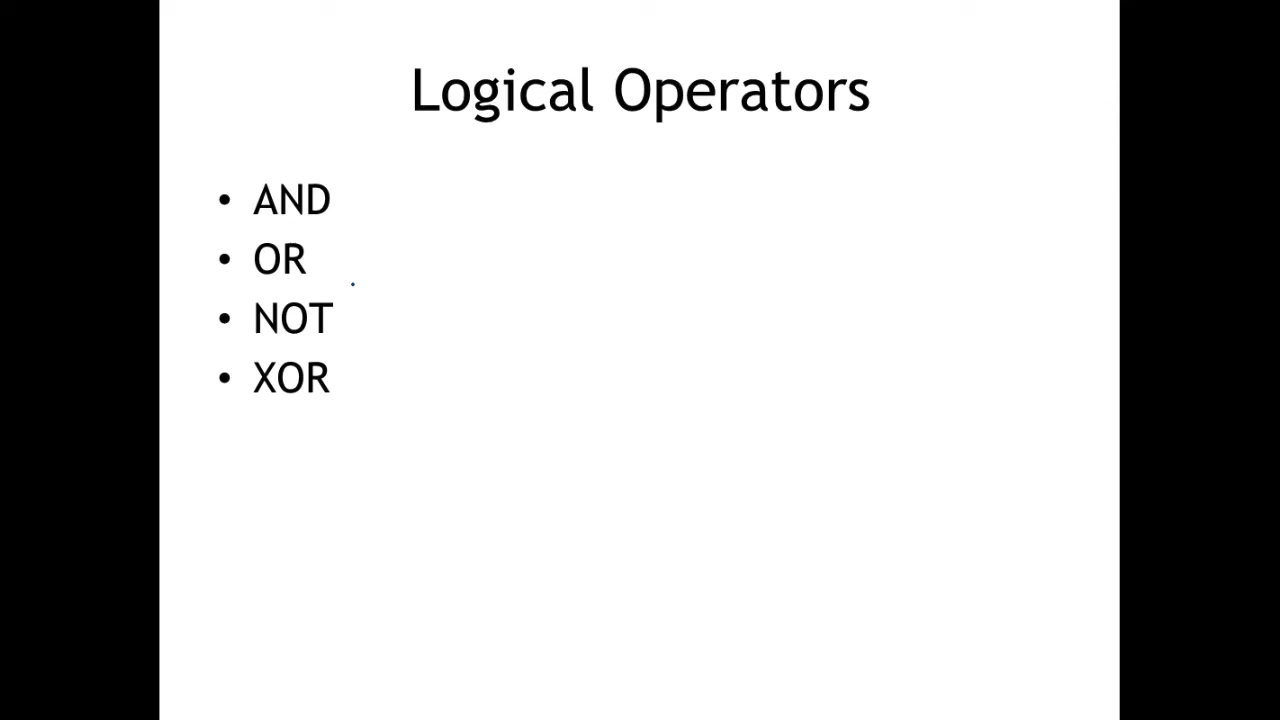 Logical Operators
• AND
• OR
• NOT
• XOR